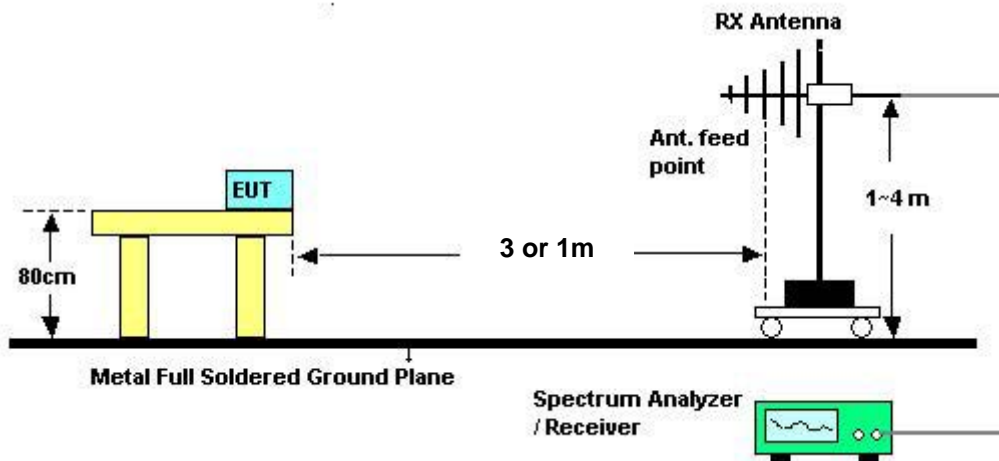 RX Antenna
Ant. feed
point
EUT
1~4 m
3 or 1m
80cm
Metal Full Soldered Ground Plane
Spectrum Analyzer
/ Receiver